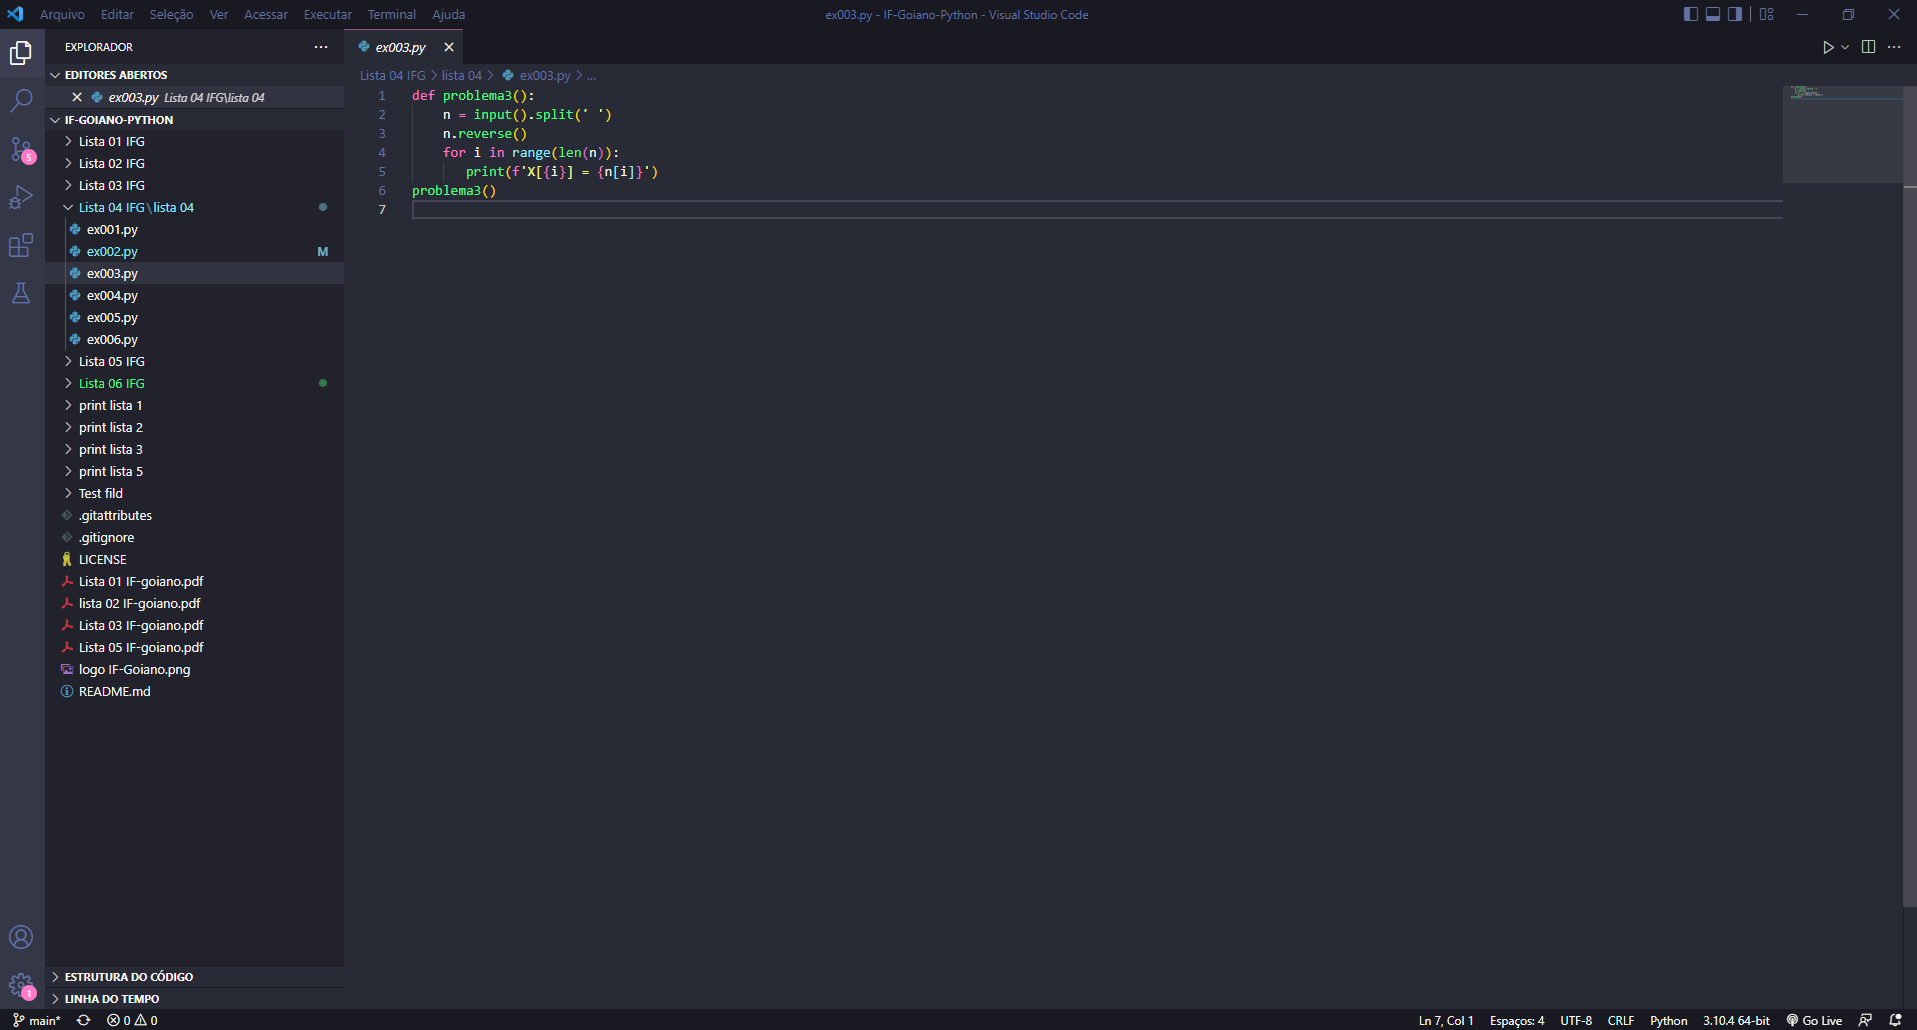 Arquivo Editar Seleção Ver Acessar Executar Terminal Ajuda
ex003.py - IF-Goiano-Python - Visual Studio Code
EXPLORADOR
EDITORES ABERTOS
ex003.py Lista 04 IFG\lista 04
IF-GOIANO-PYTHON
Lista 01 IFG
Lista 02 IFG
Lista 03 IFG
Lista 04 IFG\lista 04
ex001.py
ex002.py M
ex003.py
ex004.py
ex005.py
ex006.py
Lista 05 IFG
Lista 06 IFG
print lista 1
print lista 2
print lista 3
print lista 5
Test fild
.gitattributes
.gitignore
LICENSE
Lista 01 IF-goiano.pdf
lista 02 IF-goiano.pdf
Lista 03 IF-goiano.pdf
Lista 05 IF-goiano.pdf
logo IF-Goiano.png
README.md
ESTRUTURA DO CÓDIGO
LINHA DO TEMPO
5
1
ex003.py
Lista 04 IFG > lista 04 > ex003.py > ...
1 def problema3():
2     n = input().split(' ')
3     n.reverse()
4     for i in range(len(n)):
5        print(f'X[{i}] = {n[i]}')
6 problema3()
7
main* 0 0
Ln 7, Col 1 Espaços: 4 UTF-8 CRLF Python 3.10.4 64-bit Go Live